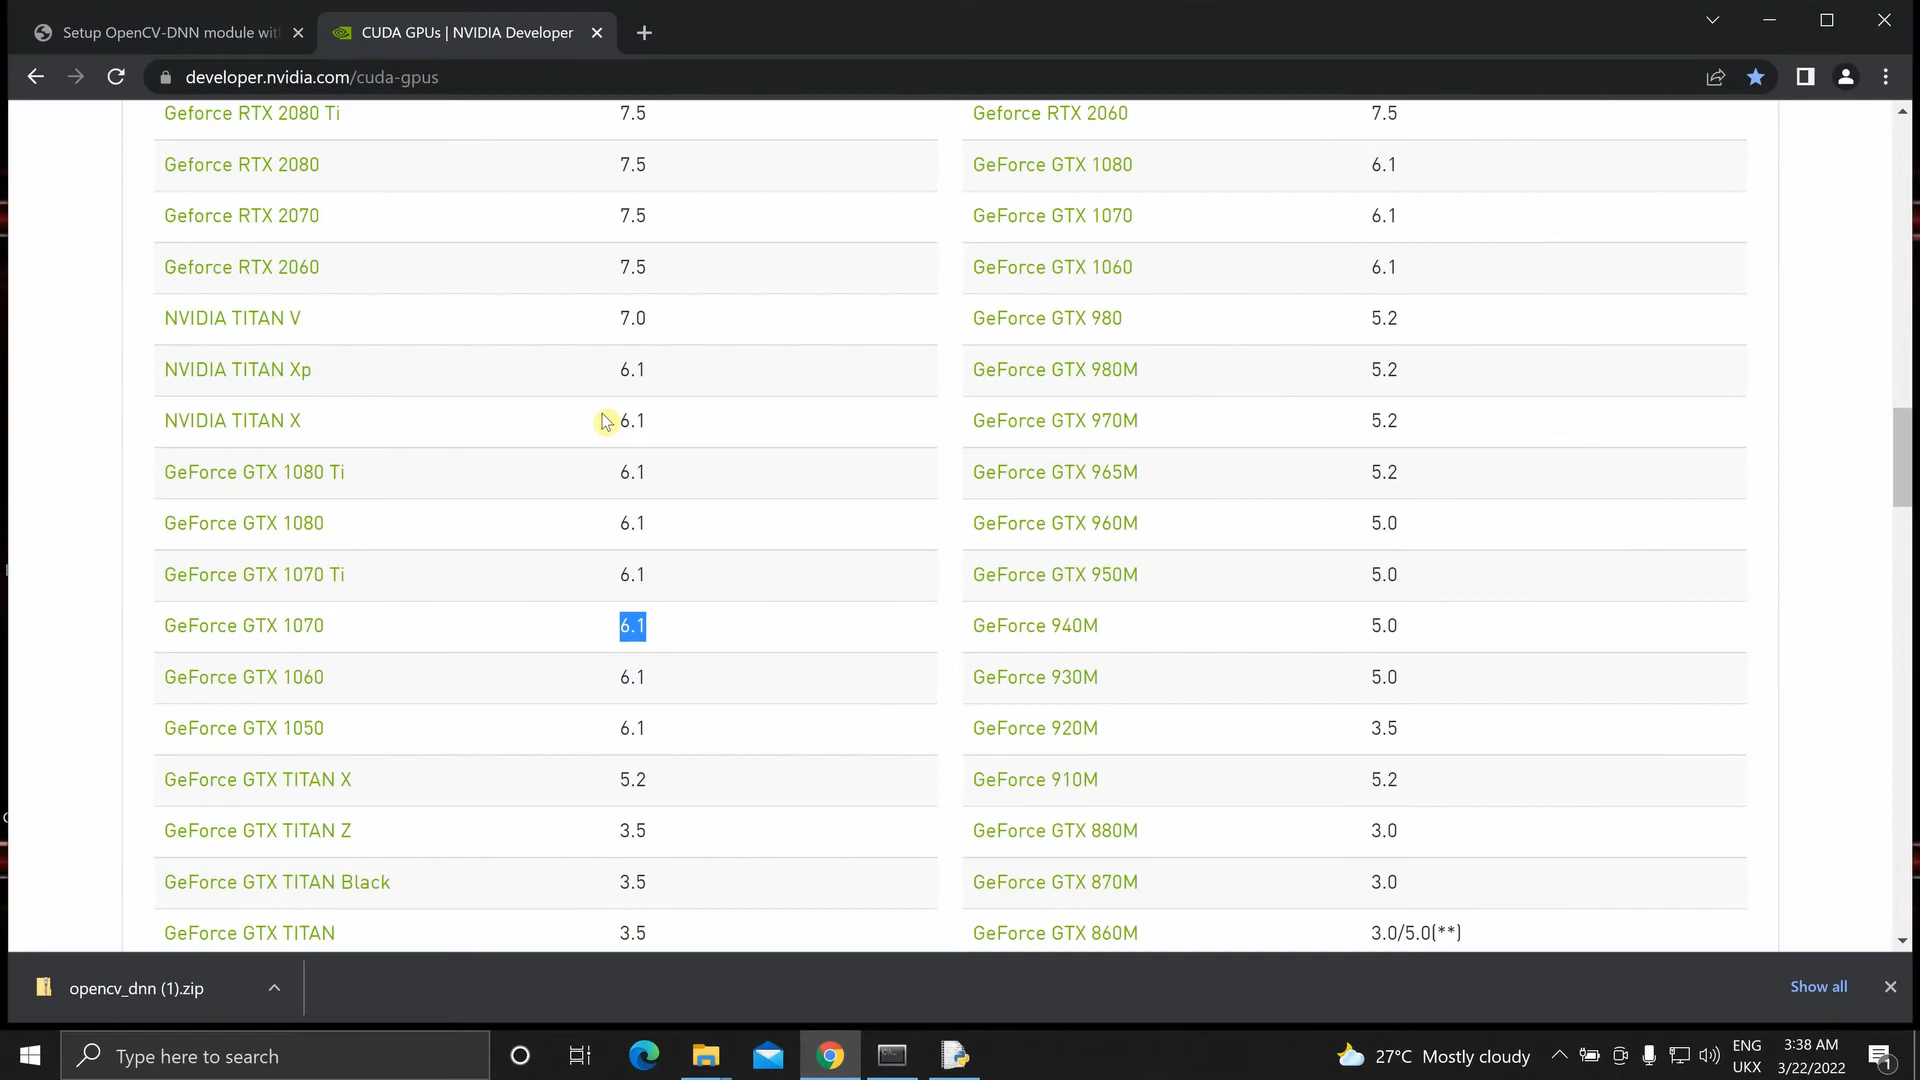 Setup OpenCV-DNN module wit
CUDA GPUs | NVIDIA Developer
developer.nvidia.com/cuda-gpus
Geforce RTX 2080 Ti 7.5
Geforce RTX 2080 7.5
Geforce RTX 2070 7.5
Geforce RTX 2060 7.5
NVIDIA TITAN V 7.0
NVIDIA TITAN Xp 6.1
NVIDIA TITAN X 6.1
GeForce GTX 1080 Ti 6.1
GeForce GTX 1080 6.1
GeForce GTX 1070 Ti 6.1
GeForce GTX 1070 6.1
GeForce GTX 1060 6.1
GeForce GTX 1050 6.1
GeForce GTX TITAN X 5.2
GeForce GTX TITAN Z 3.5
GeForce GTX TITAN Black 3.5
GeForce GTX TITAN 3.5
Geforce RTX 2060 7.5
GeForce GTX 1080 6.1
GeForce GTX 1070 6.1
GeForce GTX 1060 6.1
GeForce GTX 980 5.2
GeForce GTX 980M 5.2
GeForce GTX 970M 5.2
GeForce GTX 965M 5.2
GeForce GTX 960M 5.0
GeForce GTX 950M 5.0
GeForce 940M 5.0
GeForce 930M 5.0
GeForce 920M 3.5
GeForce 910M 5.2
GeForce GTX 880M 3.0
GeForce GTX 870M 3.0
GeForce GTX 860M 3.0/5.0(**)
opencv_dnn (1).zip
Show all
Type here to search
27°C Mostly cloudy
ENG
UKX
3:38 AM
3/22/2022
1